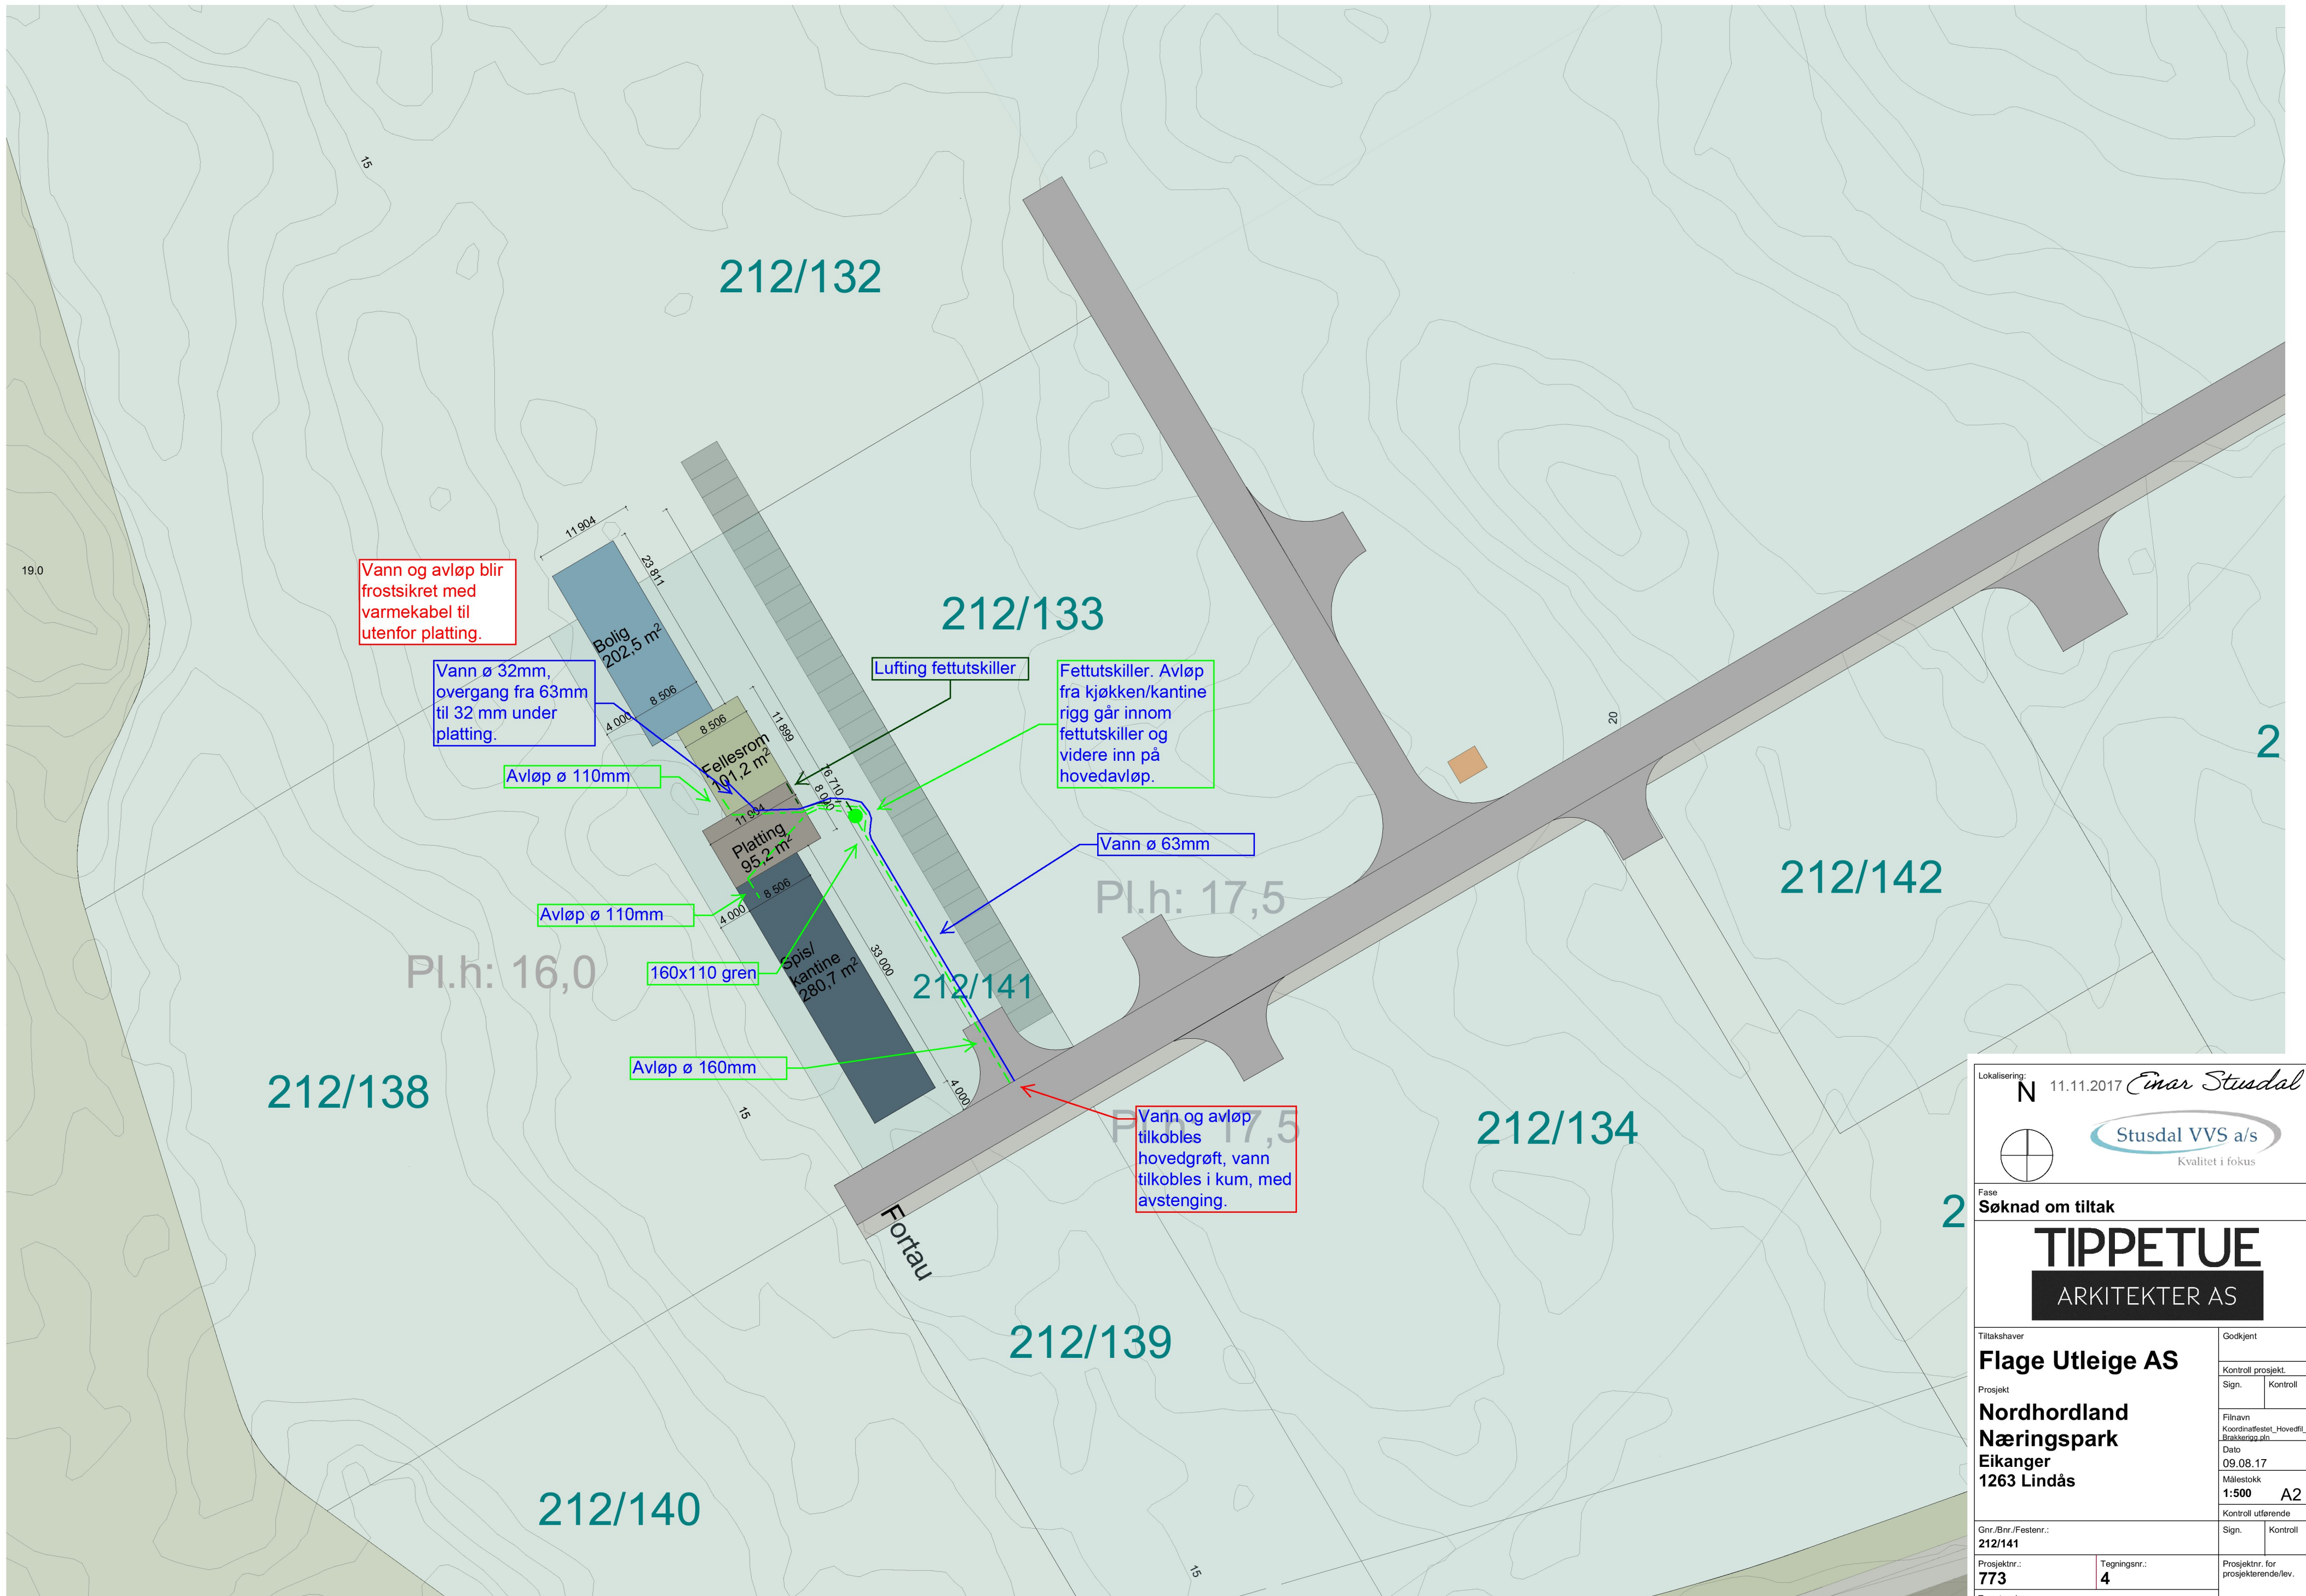 15
212/132
19.0
11 904
23 811
Vann og avløp blir
frostsikret med
varmekabel til
utenfor platting.
Bolig
202,5 m²
212/133
Vann ø 32mm,
overgang fra 63mm
til 32 mm under
platting.
8 506
4 000
Lufting fettutskiller
Fettutskiller. Avløp
fra kjøkken/kantine
rigg går innom
fettutskiller og
videre inn på
hovedavløp.
8 506
11 899
Fellesrom
101,2 m²
20
2
Avløp ø 110mm
76 710
8 000
11 904
Platting
95,2 m²
Vann ø 63mm
8 506
4 000
Avløp ø 110mm
Pl.h: 17,5
212/142
Pl.h: 16,0
160x110 gren
Spis/
kantine
280,7 m²
33 000
212/141
Avløp ø 160mm
212/138
15
4 000
Pl.h: 17,5
Vann og avløp
tilkobles
hovedgrøft, vann
tilkobles i kum, med
avstenging.
212/134
2
Fortau
212/139
212/140
15
Lokalisering:
N
11.11.2017 Einar Stusdal
Stusdal VVS a/s
Kvalitet i fokus
Fase
Søknad om tiltak
TIPPETUE
ARKITEKTER AS
Tiltakshaver
Flage Utleige AS
Godkjent
Kontroll prosjekt.
Sign. Kontroll
Prosjekt
Nordhordland
Næringspark
Eikanger
1263 Lindås
Filnavn
Koordinatfestet_Hovedfil_
Brakkerigg.pln
Dato
09.08.17
Målestokk
1:500 A2
Kontroll utførende
Sign. Kontroll
Gnr./Bnr./Festenr.:
212/141
Prosjektnr.:
773
Tegningsnr.:
4
Prosjektnr. for
prosjekterende/lev.